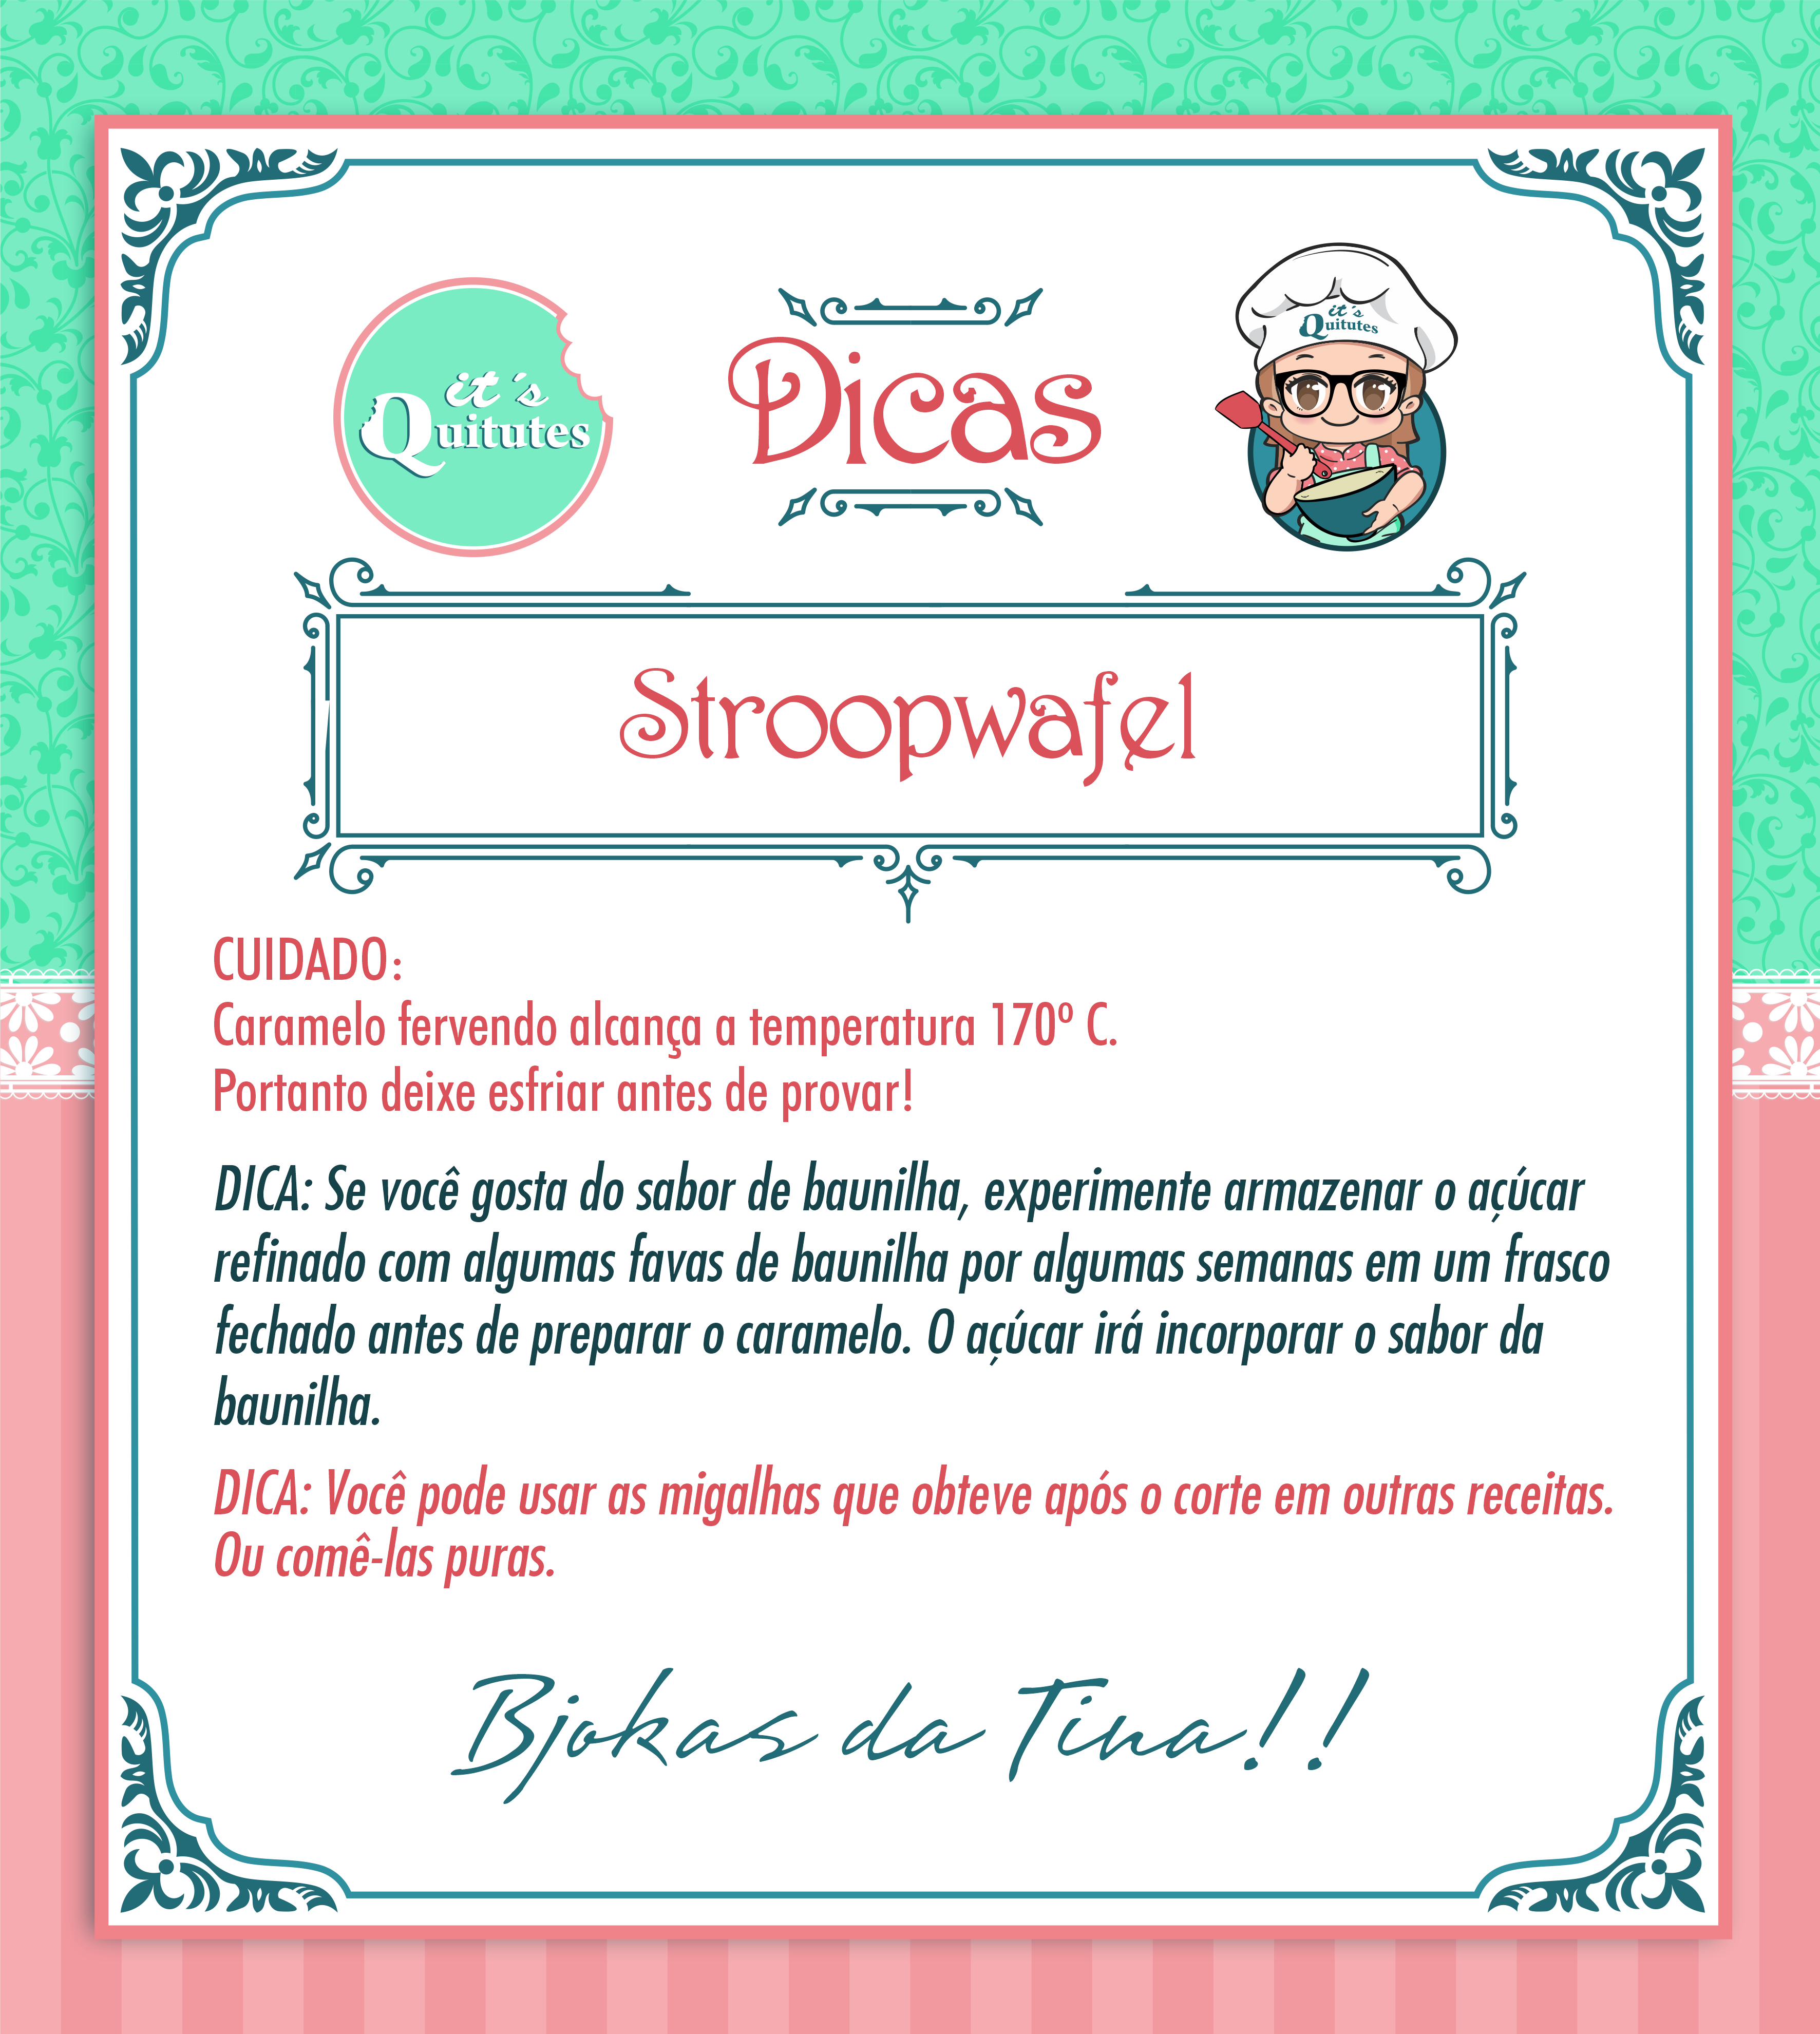 it´s
Quitutes
Dicas
it´s
Quitutes
Stroopwafel
CUIDADO:
Caramelo fervendo alcança a temperatura 170º C.
Portanto deixe esfriar antes de provar!
DICA: Se você gosta do sabor de baunilha, experimente armazenar o açúcar
refinado com algumas favas de baunilha por algumas semanas em um frasco
fechado antes de preparar o caramelo. O açúcar irá incorporar o sabor da
baunilha.
DICA: Você pode usar as migalhas que obteve após o corte em outras receitas.
Ou comê-las puras.
Bjokas da Tina!!